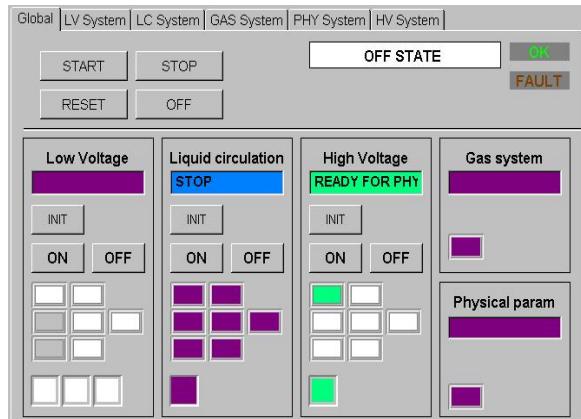 Global LV System LC System GAS System PHY System HV System
START STOP OFF STATE OK
FAULT
RESET OFF
Low Voltage
INIT
ON OFF
Liquid circulation
STOP
INIT
ON OFF
High Voltage
READY FOR PHY
INIT
ON OFF
Gas system
Physical param